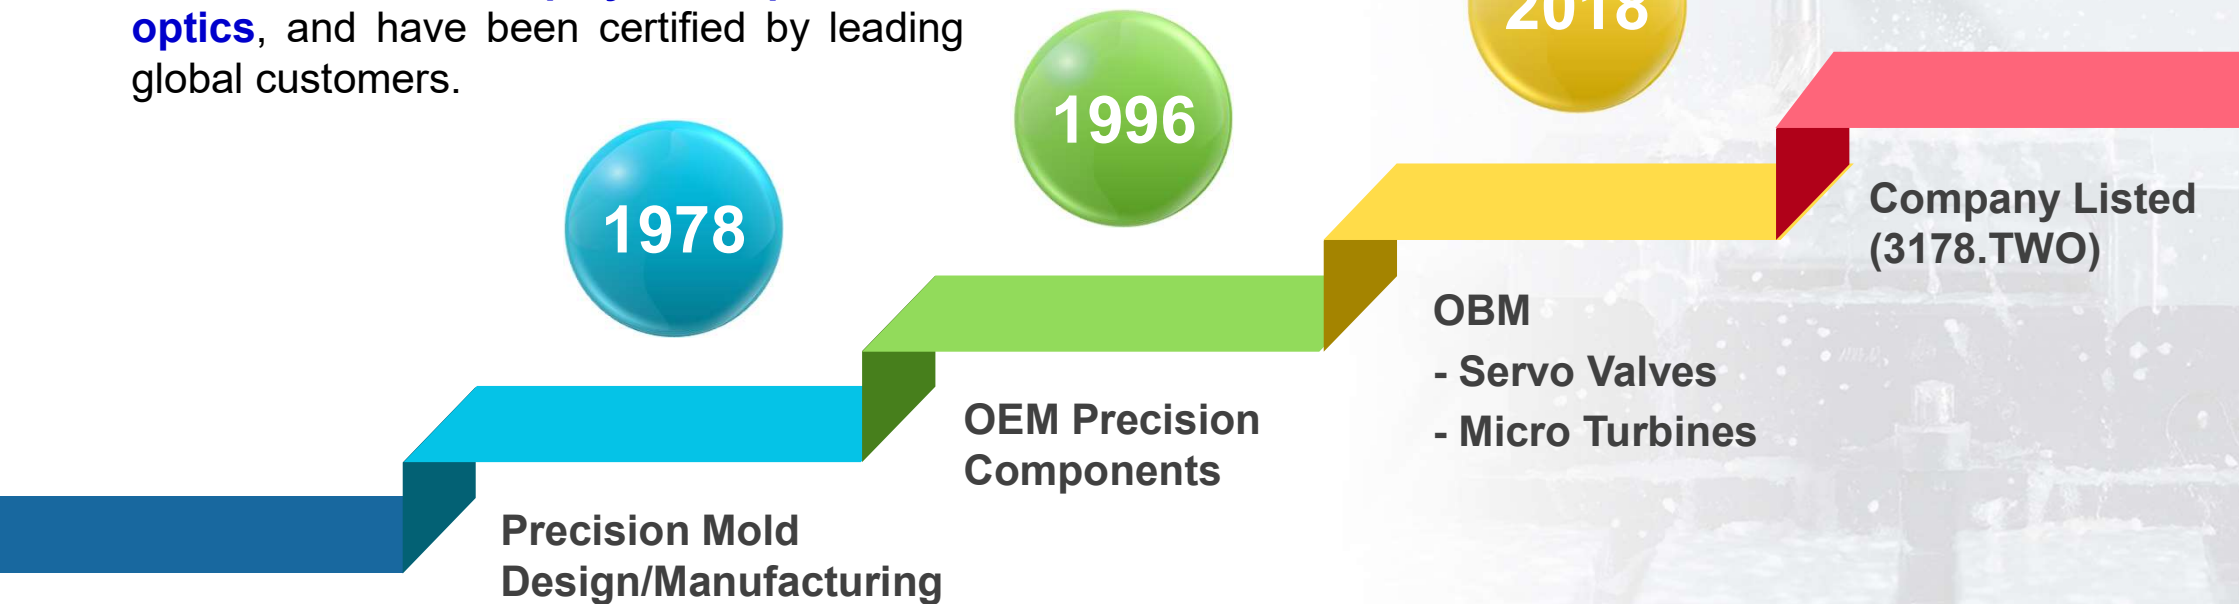 optics, and have been certified by leading
global customers.
1978
1996
2018
Precision Mold
Design/Manufacturing
OEM Precision
Components
OBM
- Servo Valves
- Micro Turbines
Company Listed
(3178.TWO)